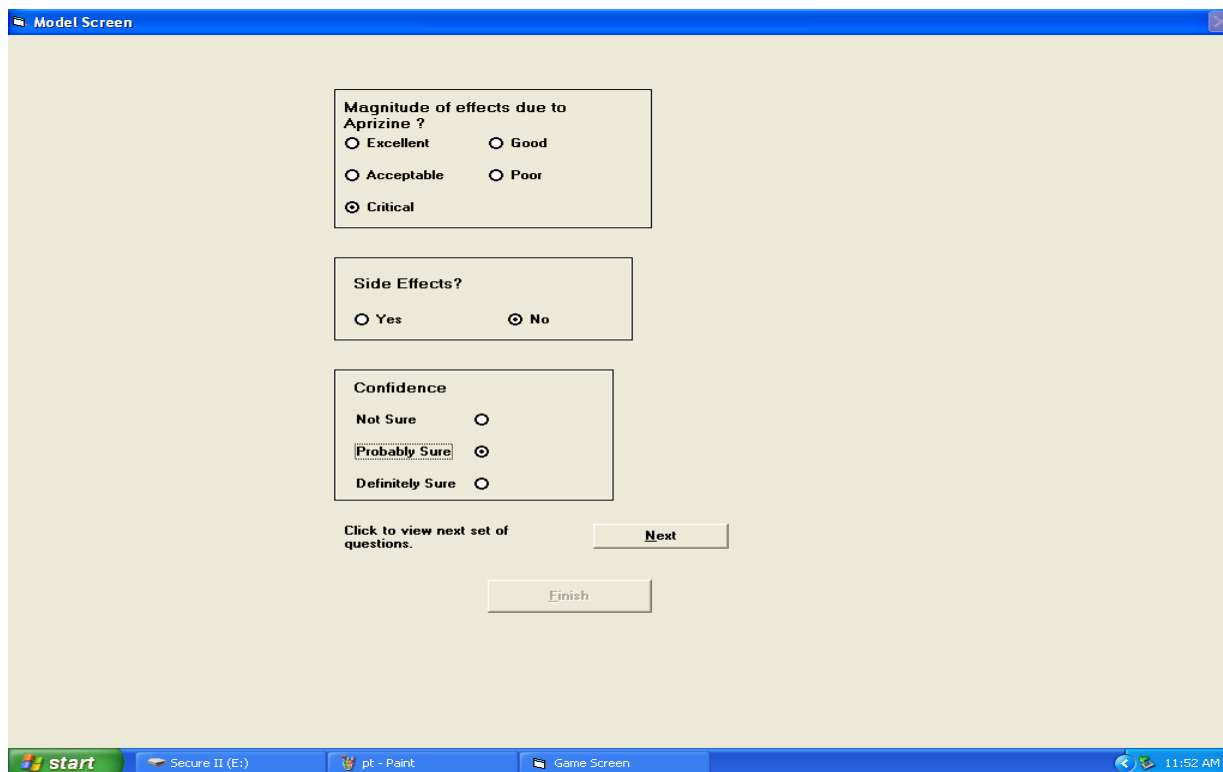 Model Screen
Magnitude of effects due to
Aprizine ?
Excellent Good
Acceptable Poor
Critical
Side Effects?
Yes No
Confidence
Not Sure
Probably Sure
Definitely Sure
Click to view next set of
questions.
Next
Finish
start Secure II (E:) pt - Paint Game Screen 11:52 AM